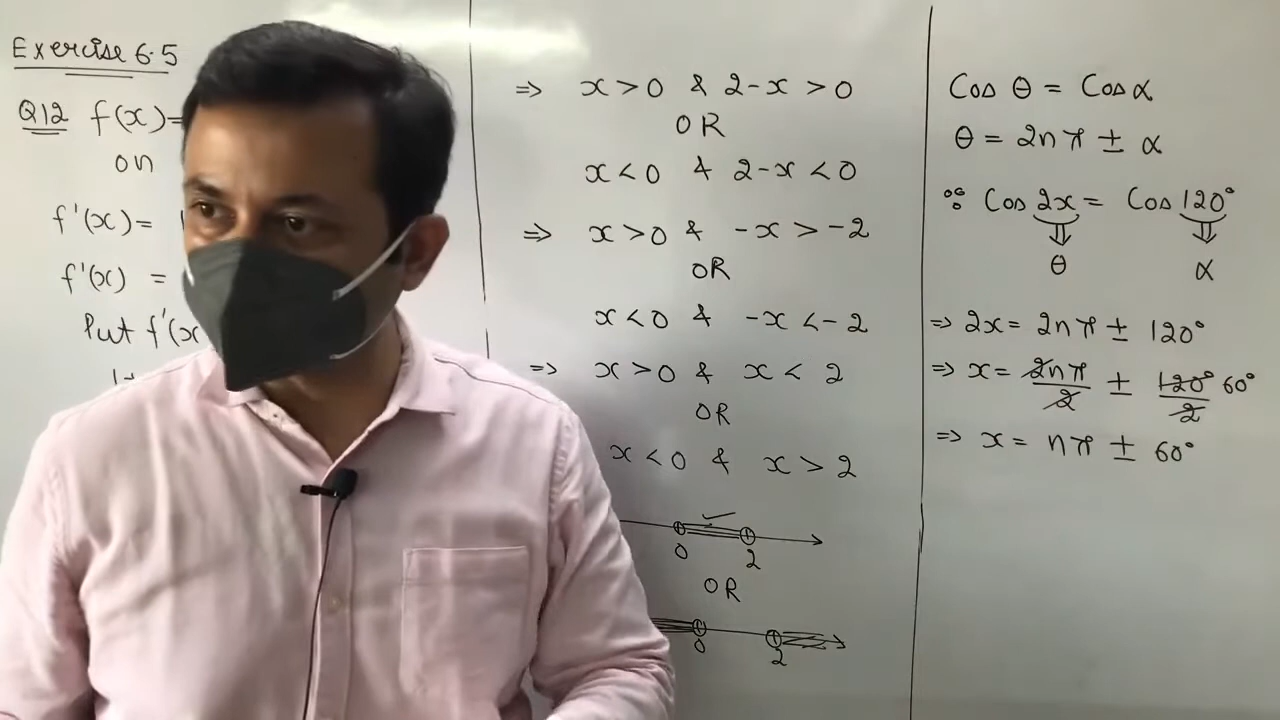 Exercise 6.5
Q12 f(x)=
on
f'(x)=
f'(x) =
Put f'(x
⇒ x>0 & 2-x>0
OR
x<0 & 2-x<0
⇒ x>0 & -x>-2
OR
x<0 & -x<-2
⇒ x>0 & x<2
OR
x<0 & x>2
0 2
OR
0 2
Cos θ = Cos α
θ = 2nπ ± α
∴ Cos 2x = Cos 120°
⇓ ⇓
θ α
⇒ 2x = 2nπ ± 120°
⇒ x = 2nπ/2 ± 120°/2 60°
⇒ x = nπ ± 60°